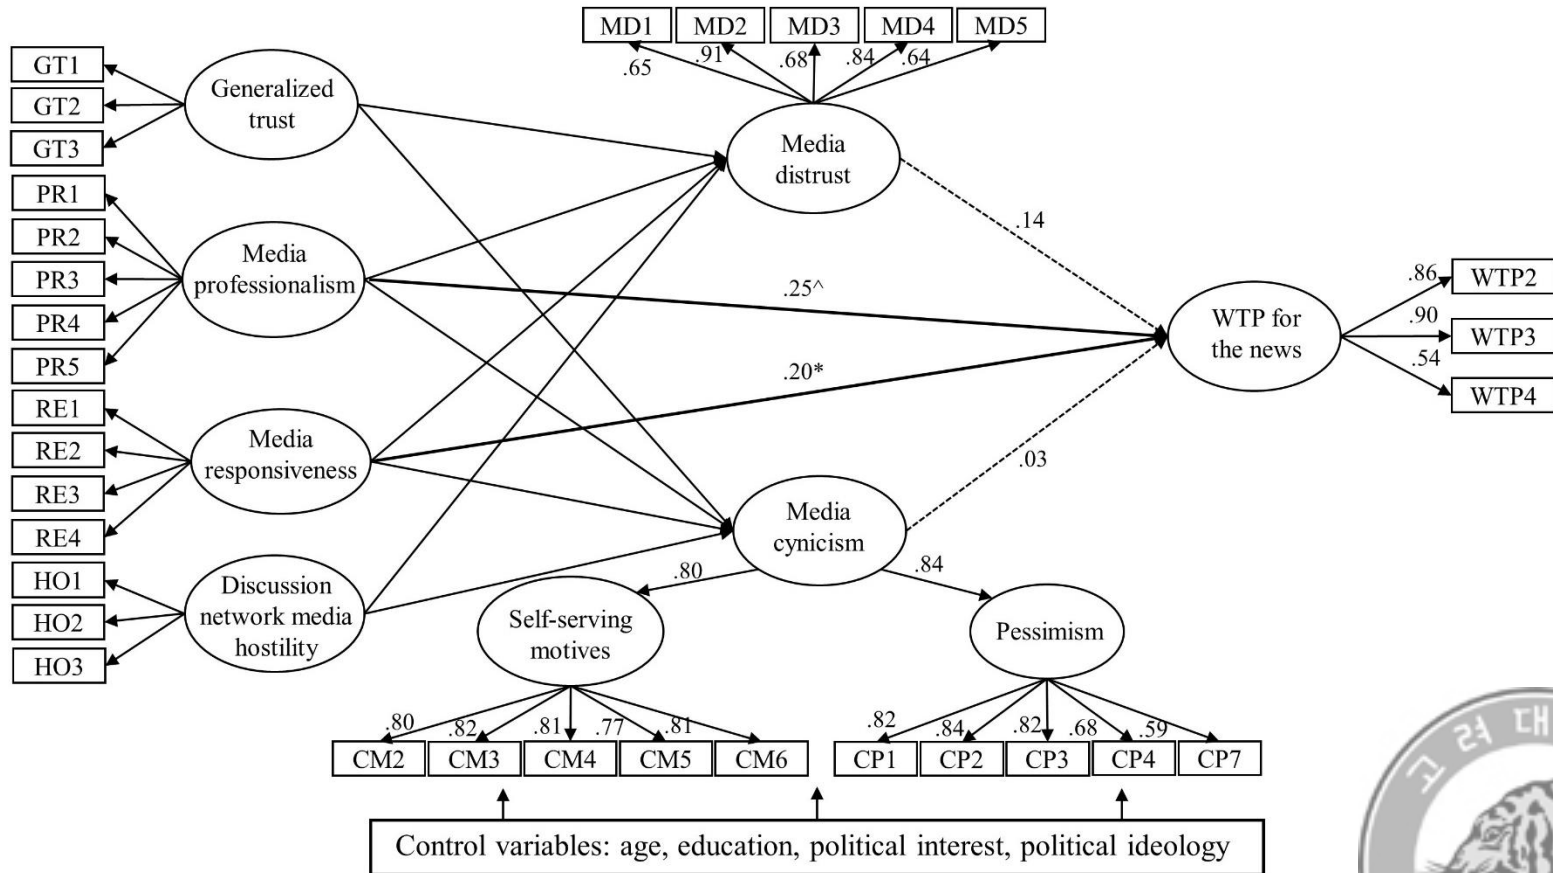 MD1 MD2 MD3 MD4 MD5
.65 .91 .68 .84 .64
GT1
GT2
GT3
Generalized
trust
PR1
PR2
PR3
PR4
PR5
Media
professionalism
RE1
RE2
RE3
RE4
Media
responsiveness
HO1
HO2
HO3
Discussion
network media
hostility
Media
distrust
.14
.25^
.20*
.03
Media
cynicism
.80 .84
WTP for
the news
.86
.90
.54
WTP2
WTP3
WTP4
Self-serving
motives
.80 .82 .81 .77 .81
CM2 CM3 CM4 CM5 CM6
Pessimism
.82 .84 .82 .68 .59
CP1 CP2 CP3 CP4 CP7
Control variables: age, education, political interest, political ideology
고려대